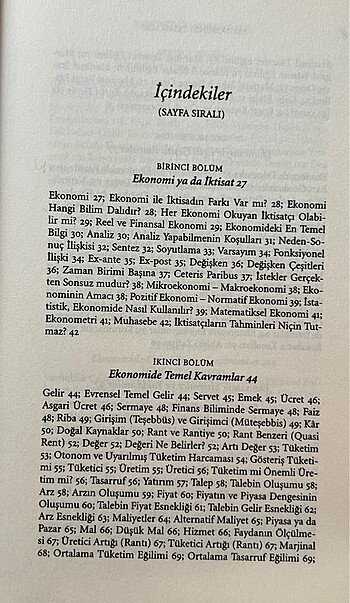 İçindekiler
(SAYFA SIRALI)
BİRİNCİ BÖLÜM
Ekonomi ya da İktisat 27
Ekonomi 27; Ekonomi ile İktisadın Farkı Var mı? 28; Ekonomi
Hangi Bilim Dalıdır? 28; Her Ekonomi Okuyan İktisatçı Olabi-
lir mi? 29; Reel ve Finansal Ekonomi 29; Ekonomideki En Temel
Bilgi 30; Analiz 30; Analiz Yapabilmenin Koşulları 31; Neden-So-
nuç İlişkisi 32; Sentez 32; Soyutlama 33; Varsayım 34; Fonksiyonel
İlişki 34; Ex-ante 35; Ex-post 35; Değişken 36; Değişken Çeşitleri
36; Zaman Birimi Başına 37; Ceteris Paribus 37; İstekler Gerçek-
ten Sonsuz mudur? 38; Mikroekonomi – Makroekonomi 38; Eko-
nominin Amacı 38; Pozitif Ekonomi – Normatif Ekonomi 39; İsta-
tistik, Ekonomide Nasıl Kullanılır? 39; Matematiksel Ekonomi 41;
Ekonometri 41; Muhasebe 42; İktisatçıların Tahminleri Niçin Tut-
maz? 42
İKİNCİ BÖLÜM
Ekonomide Temel Kavramlar 44
Gelir 44; Evrensel Temel Gelir 44; Servet 45; Emek 45; Ücret 46;
Asgari Ücret 46; Sermaye 48; Finans Biliminde Sermaye 48; Faiz
48; Riba 49; Girişim (Teşebbüs) ve Girişimci (Müteşebbis) 49; Kâr
50; Doğal Kaynaklar 50; Rant ve Rantiye 50; Rant Benzeri (Quasi
Rent) 52; Değer 52; Değeri Ne Belirler? 52; Artı Değer 53; Tüketim
53; Otonom ve Uyarılmış Tüketim Harcaması 54; Gösteriş Tüketi-
mi 55; Tüketici 55; Üretim 55; Üretici 56; Tüketim mi Önemli Üre-
tim mi? 56; Tasarruf 56; Yatırım 57; Talep 58; Talebin Oluşumu 58;
Arz 58; Arzın Oluşumu 59; Fiyat 60; Fiyatın ve Piyasa Dengesinin
Oluşumu 60; Talebin Fiyat Esnekliği 61; Talebin Gelir Esnekliği 62;
Arz Esnekliği 63; Maliyetler 64; Alternatif Maliyet 65; Piyasa ya da
Pazar 65; Mal 66; Düşük Mal 66; Hizmet 66; Faydanın Ölçülme-
si 67; Üretici Artığı (Rantı) 67; Tüketici Artığı (Rantı) 67; Marjinal
68; Ortalama Tüketim Eğilimi 69; Ortalama Tasarruf Eğilimi 69;